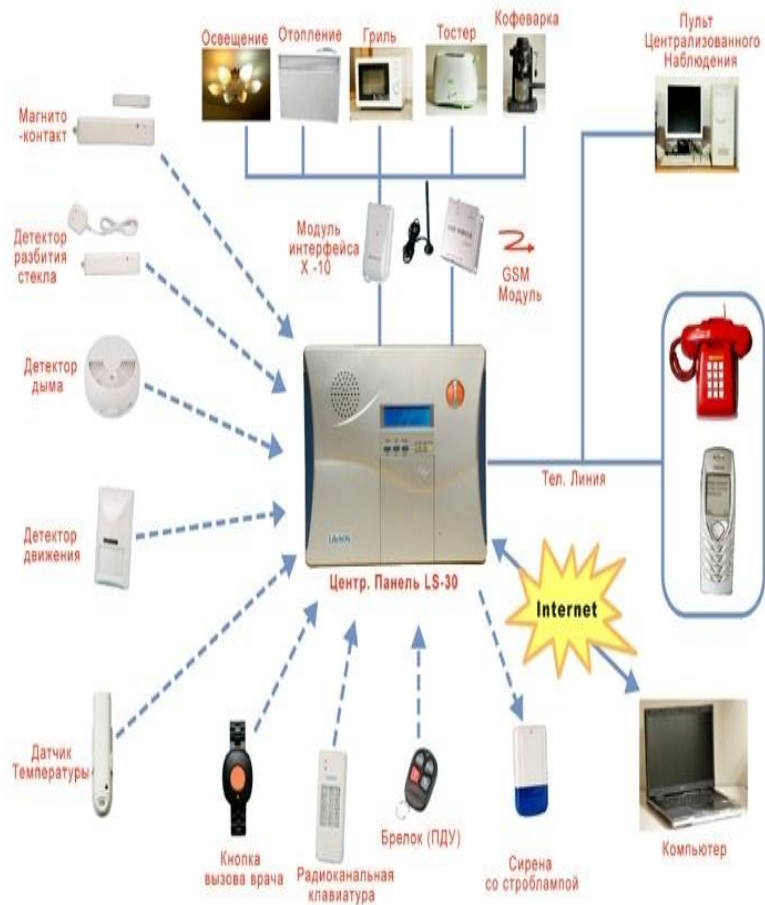 Освещение
Отопление
Гриль
Тостер
Кофеварка
Пульт
Централизованного
Наблюдения
Магнито
-контакт
Детектор
разбития
стекла
Модуль
интерфейса
X -10
GSM
Модуль
Детектор
дыма
Тел. Линия
Детектор
движения
Центр. Панель LS-30
Internet
Датчик
Температуры
Кнопка
вызова врача
Радиоканальная
клавиатура
Брелок (ПДУ)
Сирена
со строблампой
Компьютер